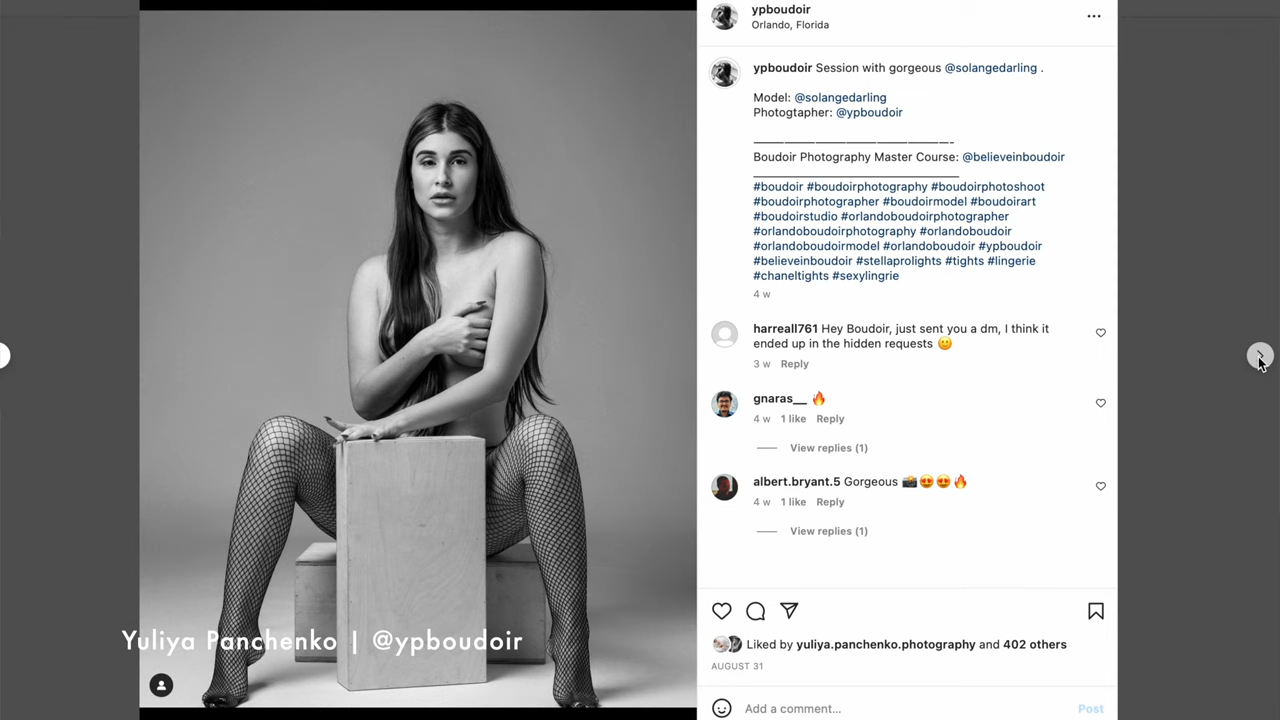 ypboudoir
Orlando, Florida
ypboudoir Session with gorgeous @solangedarling .
Model: @solangedarling
Photogtapher: @ypboudoir
———————————————-
Boudoir Photography Master Course: @believeinboudoir
#boudoir #boudoirphotography #boudoirphotoshoot
#boudoirphotographer #boudoirmodel #boudoirart
#boudoirstudio #orlandoboudoirphotographer
#orlandoboudoirphotography #orlandoboudoir
#orlandoboudoirmodel #orlandoboudoir #ypboudoir
#believeinboudoir #stellaprolights #tights #lingerie
#chaneltights #sexylingrie
4 w
harreall761 Hey Boudoir, just sent you a dm, I think it
ended up in the hidden requests 🙂
3 w Reply
gnaras__ 🔥
4 w 1 like Reply
View replies (1)
albert.bryant.5 Gorgeous 📸😍😍🔥
4 w 1 like Reply
View replies (1)
Liked by yuliya.panchenko.photography and 402 others
AUGUST 31
Add a comment... Post
Yuliya Panchenko | @ypboudoir